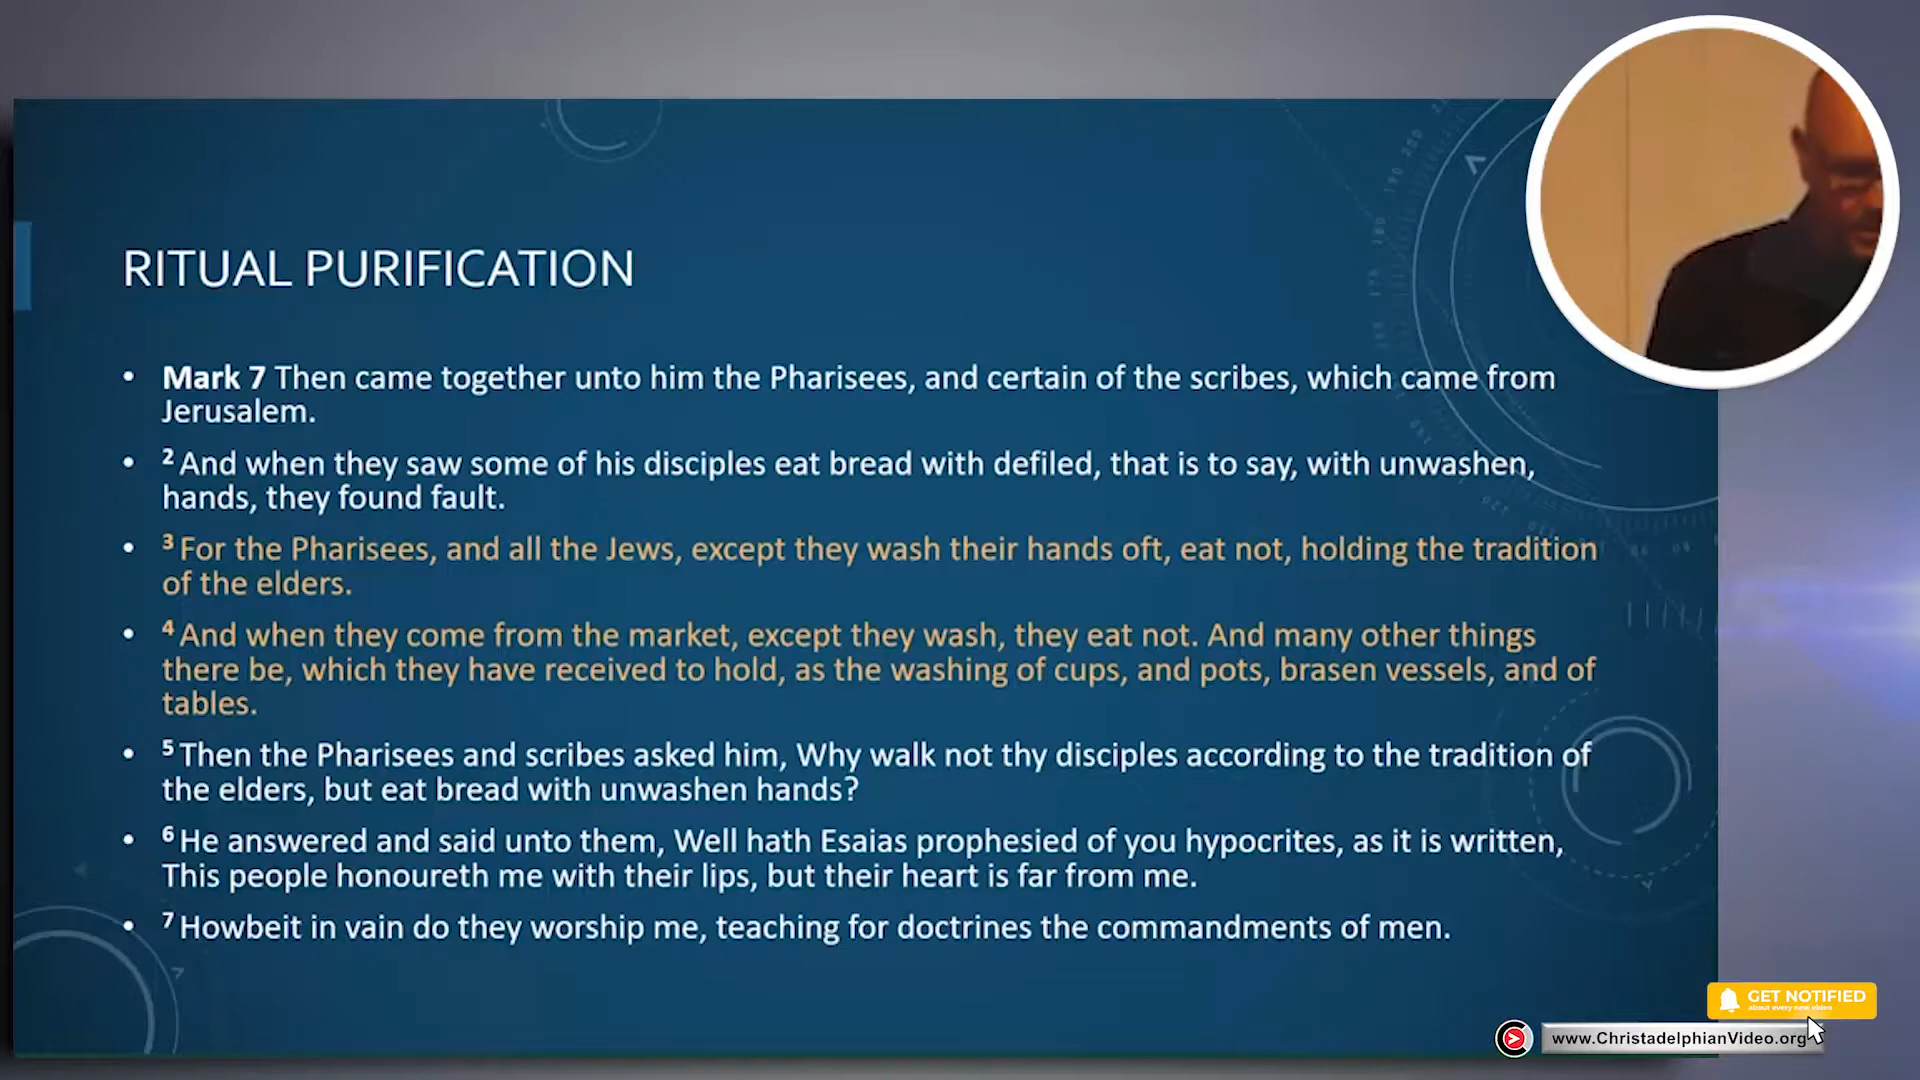 RITUAL PURIFICATION
• Mark 7 Then came together unto him the Pharisees, and certain of the scribes, which came from
Jerusalem.
• 2 And when they saw some of his disciples eat bread with defiled, that is to say, with unwashen,
hands, they found fault.
• 3 For the Pharisees, and all the Jews, except they wash their hands oft, eat not, holding the tradition
of the elders.
• 4 And when they come from the market, except they wash, they eat not. And many other things
there be, which they have received to hold, as the washing of cups, and pots, brasen vessels, and of
tables.
• 5 Then the Pharisees and scribes asked him, Why walk not thy disciples according to the tradition of
the elders, but eat bread with unwashen hands?
• 6 He answered and said unto them, Well hath Esaias prophesied of you hypocrites, as it is written,
This people honoureth me with their lips, but their heart is far from me.
• 7 Howbeit in vain do they worship me, teaching for doctrines the commandments of men.
GET NOTIFIED
about every new video
www.ChristadelphianVideo.org